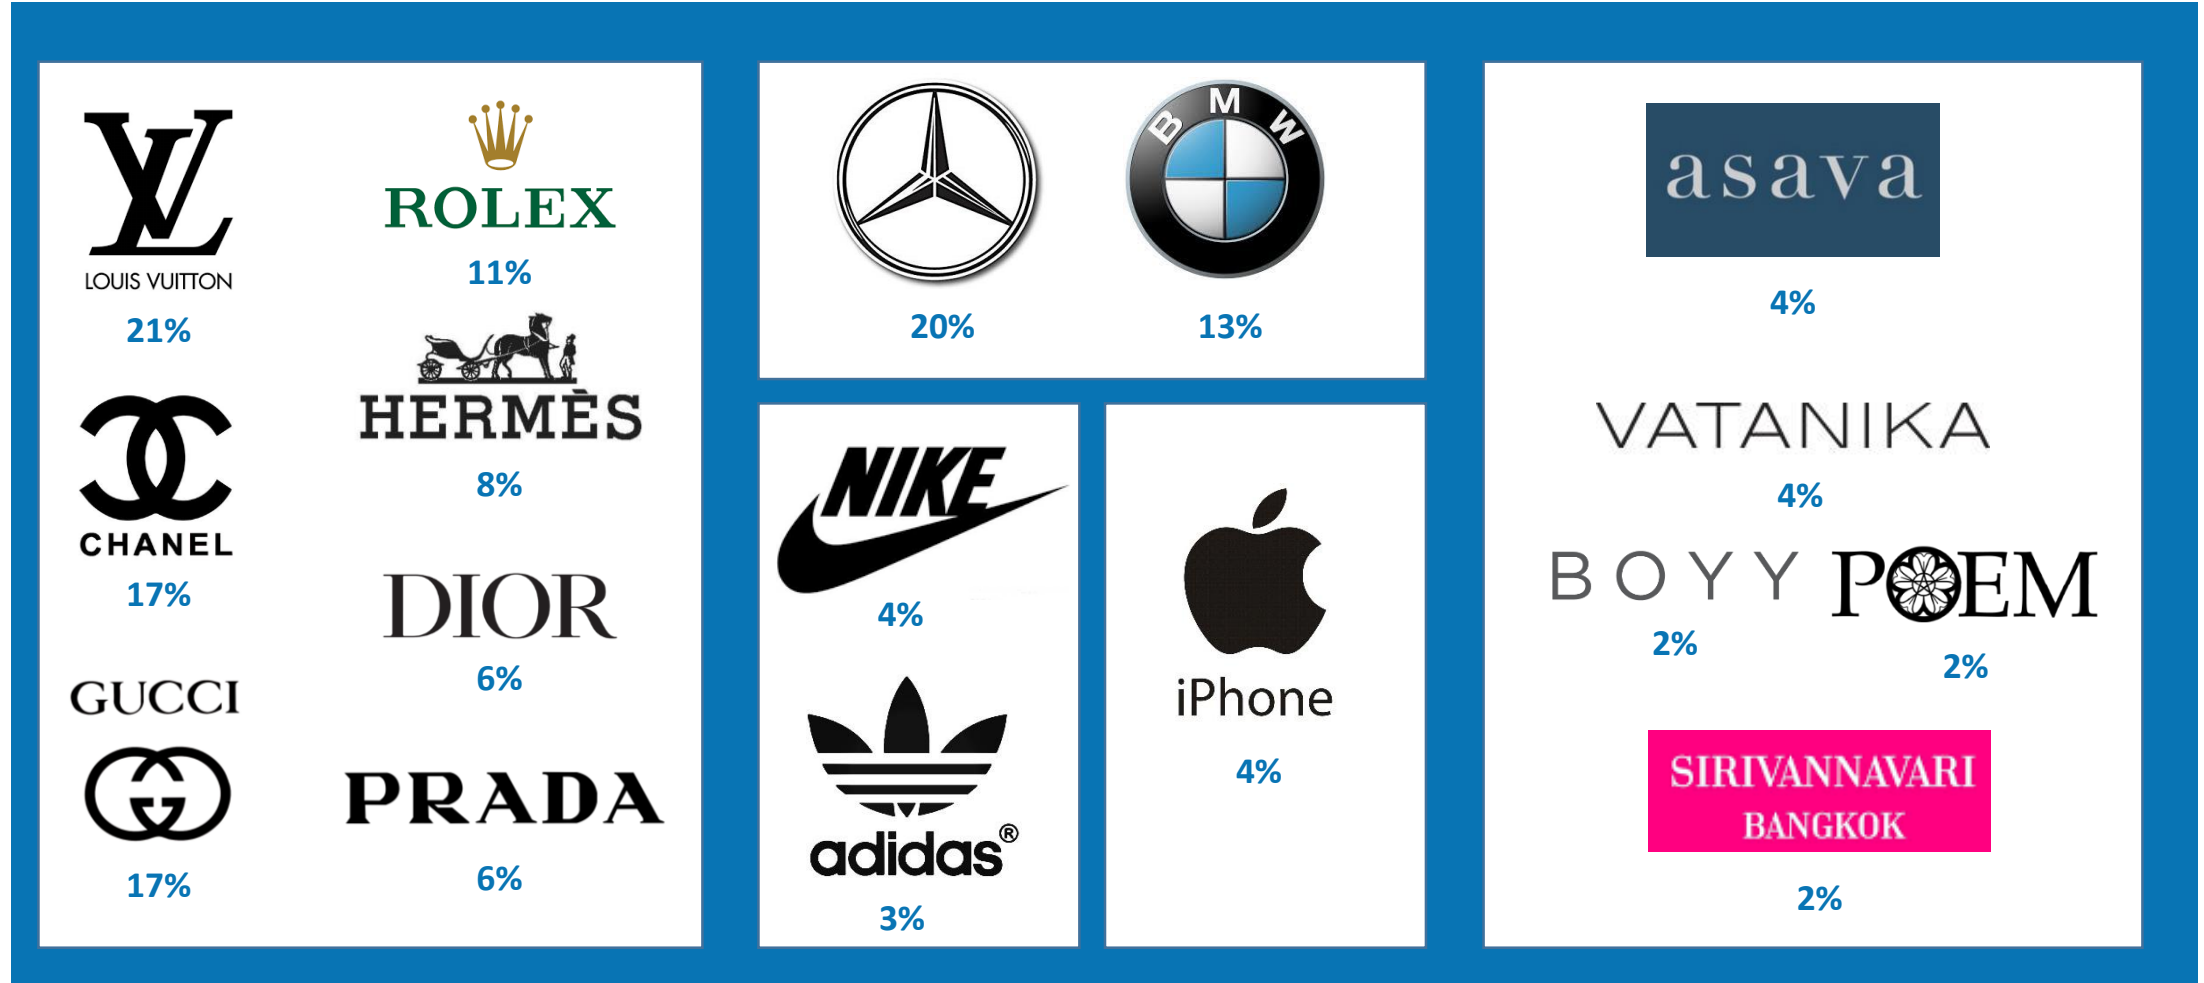 LOUIS VUITTON
21%
CHANEL
17%
GUCCI
17%
ROLEX
11%
HERMÈS
8%
DIOR
6%
PRADA
6%
20%
BMW
13%
NIKE
4%
adidas®
3%
iPhone
4%
asava
4%
VATANIKA
4%
BOYY
2%
POEM
2%
SIRIVANNAVARI
BANGKOK
2%